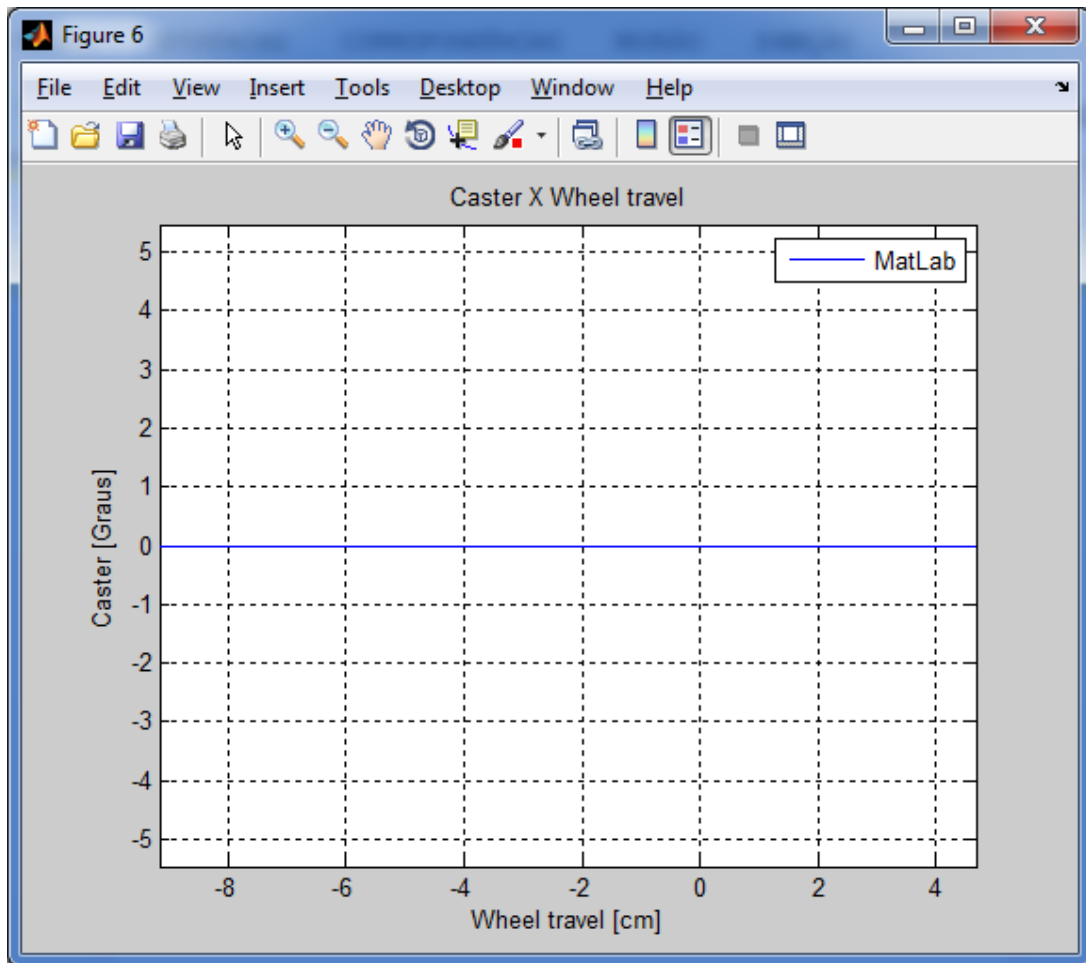 Figure 6
File Edit View Insert Tools Desktop Window Help
Caster X Wheel travel
MatLab
5
4
3
2
1
0
-1
-2
-3
-4
-5
Caster [Graus]
-8 -6 -4 -2 0 2 4
Wheel travel [cm]